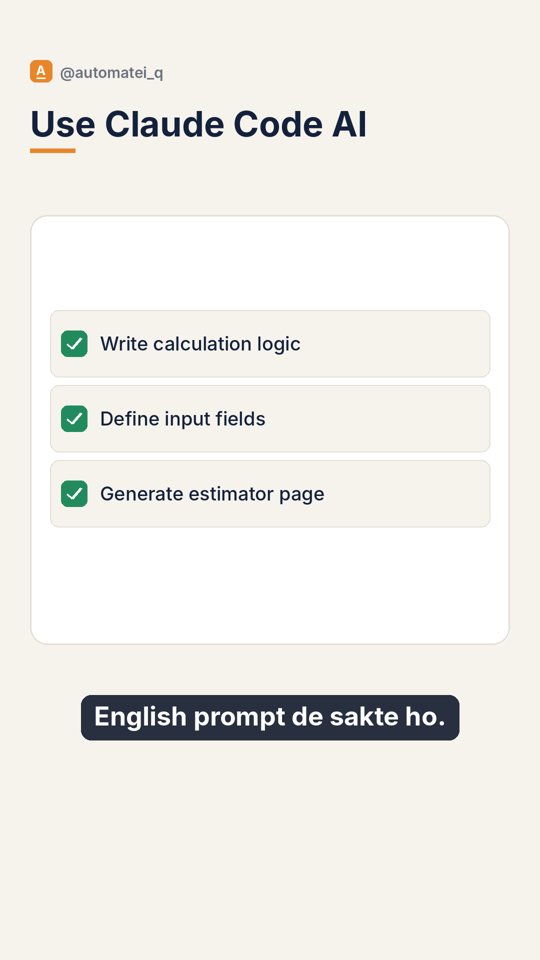 A @automatei_q
Use Claude Code AI
Write calculation logic
Define input fields
Generate estimator page
English prompt de sakte ho.